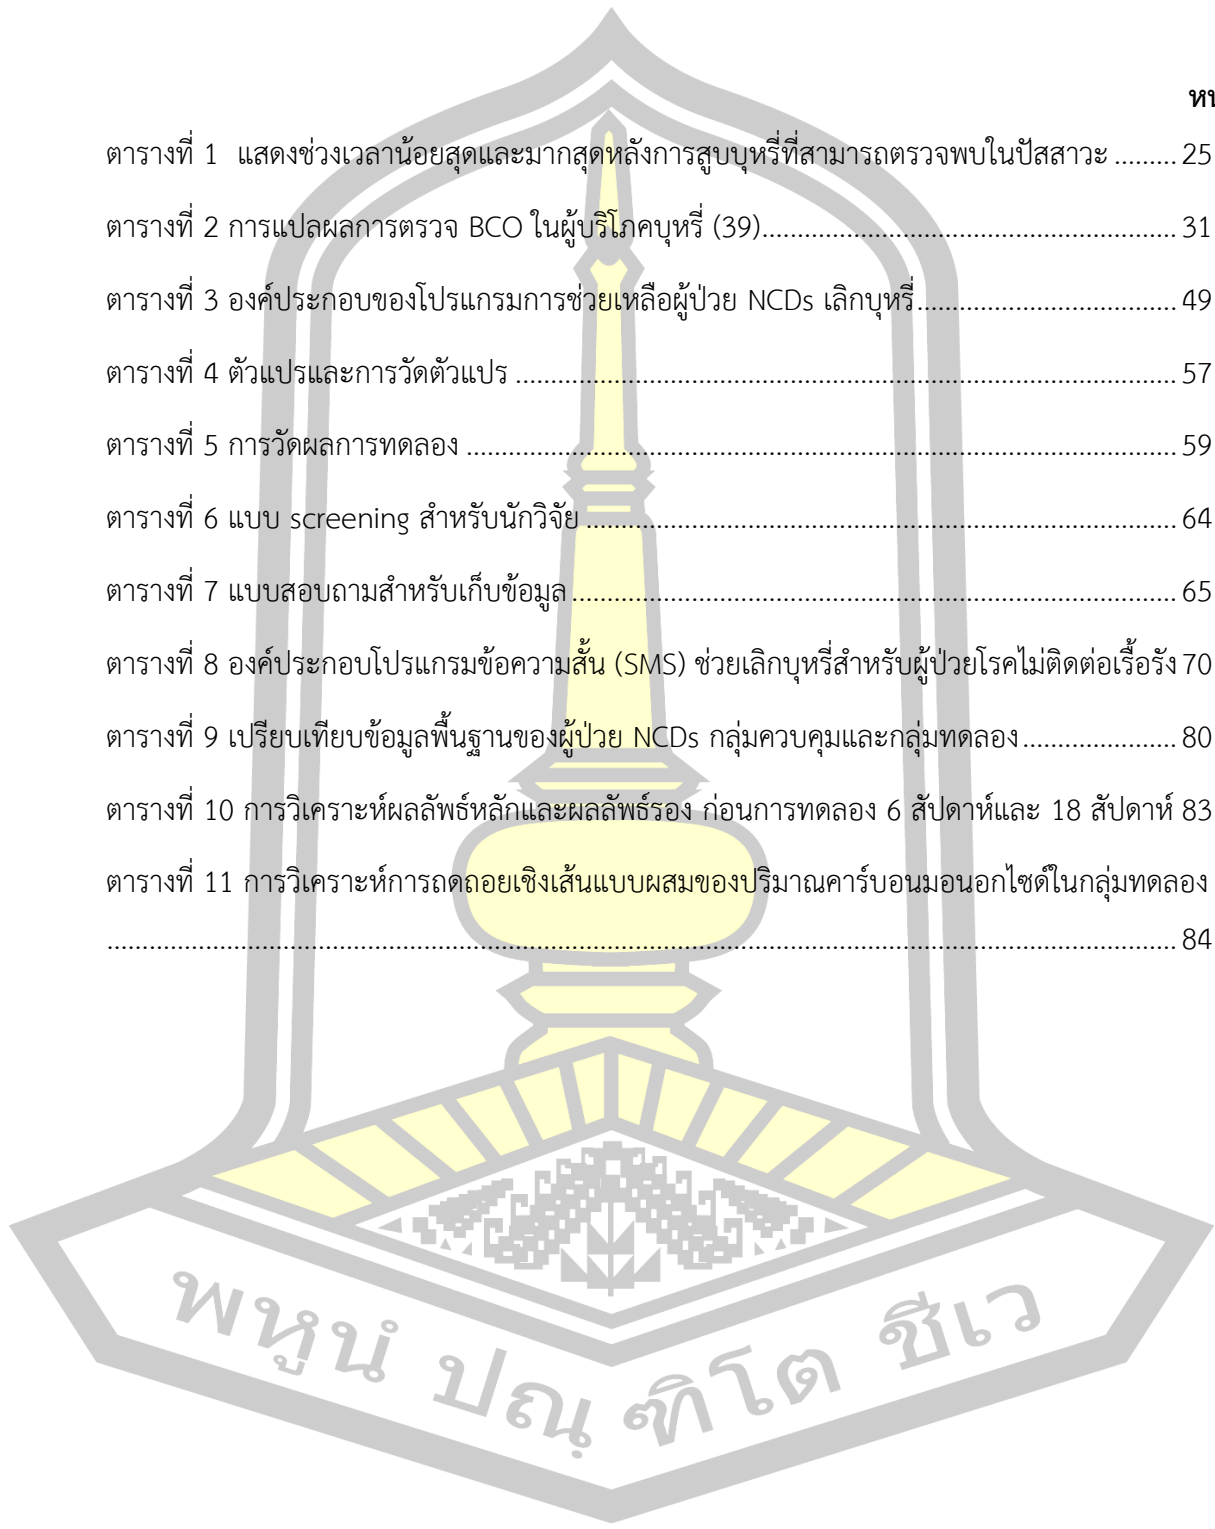 ตารางที่ 1  แสดงช่วงเวลาน้อยสุดและมากสุดหลังการสูบบุหรี่ที่สามารถตรวจพบในปัสสาวะ ......... 25
ตารางที่ 2 การแปลผลการตรวจ BCO ในผู้บริโภคบุหรี่ (39)........................................................... 31
ตารางที่ 3 องค์ประกอบของโปรแกรมการช่วยเหลือผู้ป่วย NCDs เลิกบุหรี่..................................... 49
ตารางที่ 4 ตัวแปรและการวัดตัวแปร ............................................................................................... 57
ตารางที่ 5 การวัดผลการทดลอง ...................................................................................................... 59
ตารางที่ 6 แบบ screening สำหรับนักวิจัย ..................................................................................... 64
ตารางที่ 7 แบบสอบถามสำหรับเก็บข้อมูล ....................................................................................... 65
ตารางที่ 8 องค์ประกอบโปรแกรมข้อความสั้น (SMS) ช่วยเลิกบุหรี่สำหรับผู้ป่วยโรคไม่ติดต่อเรื้อรัง 70
ตารางที่ 9 เปรียบเทียบข้อมูลพื้นฐานของผู้ป่วย NCDs กลุ่มควบคุมและกลุ่มทดลอง...................... 80
ตารางที่ 10 การวิเคราะห์ผลลัพธ์หลักและผลลัพธ์รอง ก่อนการทดลอง 6 สัปดาห์และ 18 สัปดาห์ 83
ตารางที่ 11 การวิเคราะห์การถดถอยเชิงเส้นแบบผสมของปริมาณคาร์บอนมอนอกไซด์ในกลุ่มทดลอง
......................................................................................................................................................... 84
พหูนํ ปณฺฑิโต ชีเว